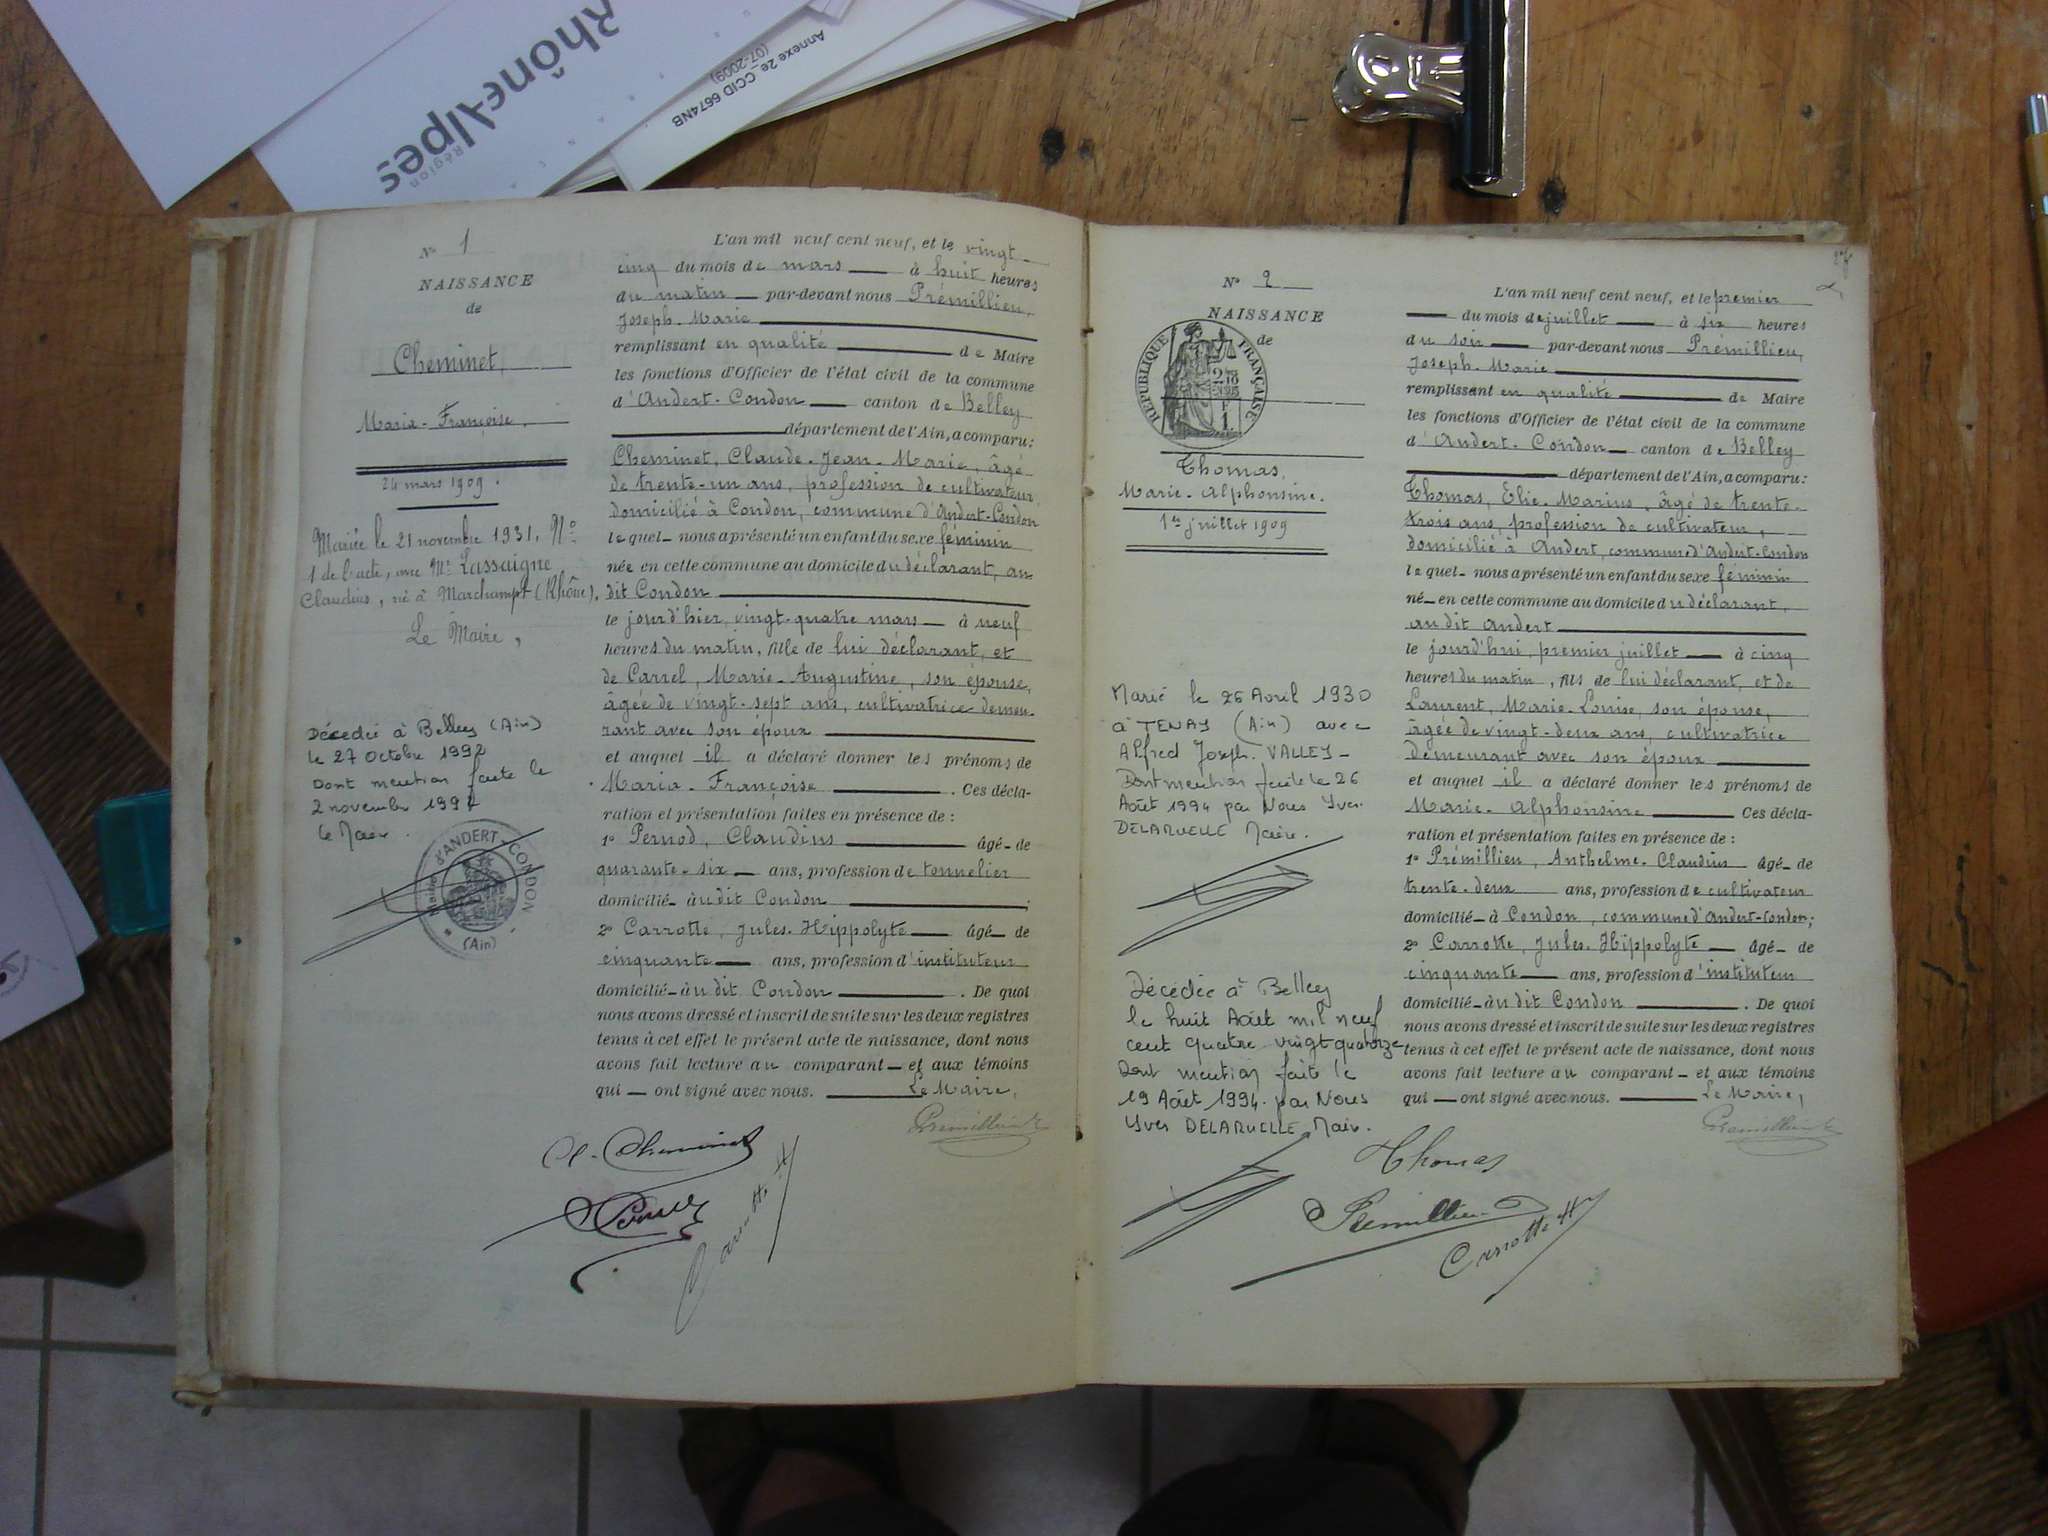 Rhône-Alpes
Région
Annexe 2e CCID 6674NB
(07-2009)
N° 1
NAISSANCE
de
Cheminet,
Maria-Françoise.
24 mars 1909.
Mariée le 21 novembre 1931, N°
1 de l'acte, avec Mr Lassaigne
Claudius, né à Marchampt (Rhône).
Le Maire,
Décédée à Belley (Ain)
le 27 Octobre 1992
Dont mention faite le
2 novembre 1992
le Maire.
Mairie d'ANDERT-CONDON
(Ain)
L'an mil neuf cent neuf, et le vingt-
cinq du mois de mars à huit heures
du matin par-devant nous Prémillieu,
Joseph-Marie
remplissant en qualité de Maire
les fonctions d'Officier de l'état civil de la commune
d'Andert-Condon canton de Belley
département de l'Ain, a comparu:
Cheminet, Claude-Jean-Marie, âgé
de trente-un ans, profession de cultivateur
domicilié à Condon, commune d'Andert-Condon
lequel nous a présenté un enfant du sexe féminin
née en cette commune au domicile du déclarant, au
dit Condon
le jourd'hier, vingt-quatre mars à neuf
heures du matin, fille de lui déclarant, et
de Carrel, Marie-Augustine, son épouse,
âgée de vingt-sept ans, cultivatrice demeu-
rant avec son époux
et auquel il a déclaré donner les prénoms de
Maria-Françoise. Ces décla-
ration et présentation faites en présence de :
1° Pernod, Claudius âgé de
quarante-six ans, profession de tonnelier
domicilié audit Condon ;
2° Carrotte, Jules-Hippolyte âgé de
cinquante ans, profession d'instituteur
domicilié audit Condon. De quoi
nous avons dressé et inscrit de suite sur les deux registres
tenus à cet effet le présent acte de naissance, dont nous
avons fait lecture au comparant et aux témoins
qui ont signé avec nous. Le Maire,
Prémillieu
C. Cheminet
Carrotte H
N° 2
NAISSANCE
de
REPUBLIQUE FRANÇAISE
Thomas,
Marie-Alphonsine.
1er juillet 1909
Marié le 26 Avril 1930
à TENAY (Ain) avec
Alfred Joseph VALLEY-
Dont mention faite le 26
Août 1994 par Nous Yves
DELARUELLE Maire.
Décédée à Belley
le huit Août mil neuf
cent quatre vingt quatorze
Dont mention faite le
19 Août 1994 par Nous
Yves DELARUELLE Maire.
L'an mil neuf cent neuf, et le premier
du mois de juillet à six heures
du soir par-devant nous Prémillieu,
Joseph-Marie
remplissant en qualité de Maire
les fonctions d'Officier de l'état civil de la commune
d'Andert-Condon canton de Belley
département de l'Ain, a comparu:
Thomas, Elie-Marius, âgé de trente-
trois ans, profession de cultivateur,
domicilié à Andert, commune d'Andert-Condon
lequel nous a présenté un enfant du sexe féminin
né en cette commune au domicile du déclarant,
audit Andert
le jourd'hui, premier juillet à cinq
heures du matin, fils de lui déclarant, et de
Laurent, Marie-Louise, son épouse,
âgée de vingt-deux ans, cultivatrice
demeurant avec son époux
et auquel il a déclaré donner les prénoms de
Marie-Alphonsine Ces décla-
ration et présentation faites en présence de :
1° Prémillieu, Anthelme-Claudius âgé de
trente-deux ans, profession de cultivateur
domicilié à Condon, commune d'Andert-Condon;
2° Carrotte, Jules-Hippolyte âgé de
cinquante ans, profession d'instituteur
domicilié audit Condon. De quoi
nous avons dressé et inscrit de suite sur les deux registres
tenus à cet effet le présent acte de naissance, dont nous
avons fait lecture au comparant et aux témoins
qui ont signé avec nous. Le Maire,
Prémillieu
Thomas
Prémillieu
Carrotte H